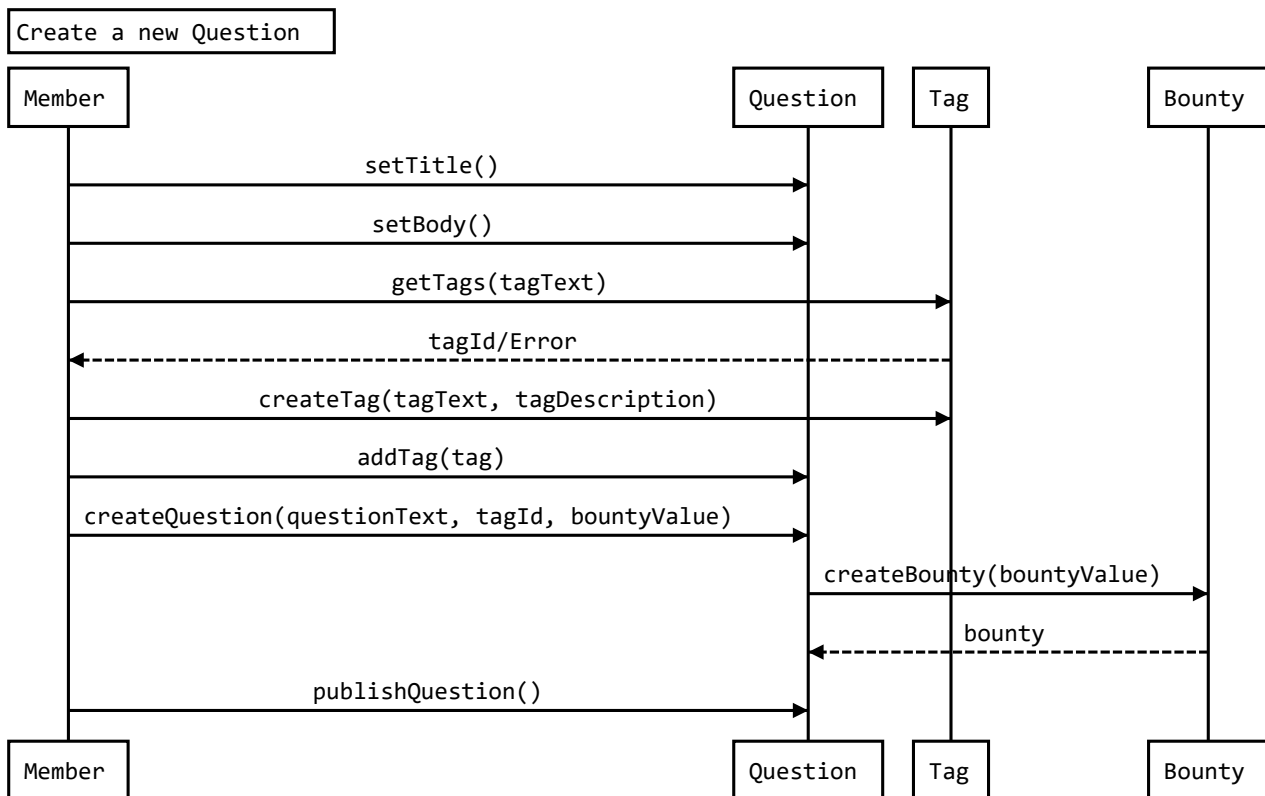 Create a new Question
Member Question Tag Bounty
setTitle()
setBody()
getTags(tagText)
tagId/Error
createTag(tagText, tagDescription)
addTag(tag)
createQuestion(questionText, tagId, bountyValue)
createBounty(bountyValue)
bounty
publishQuestion()
Member Question Tag Bounty